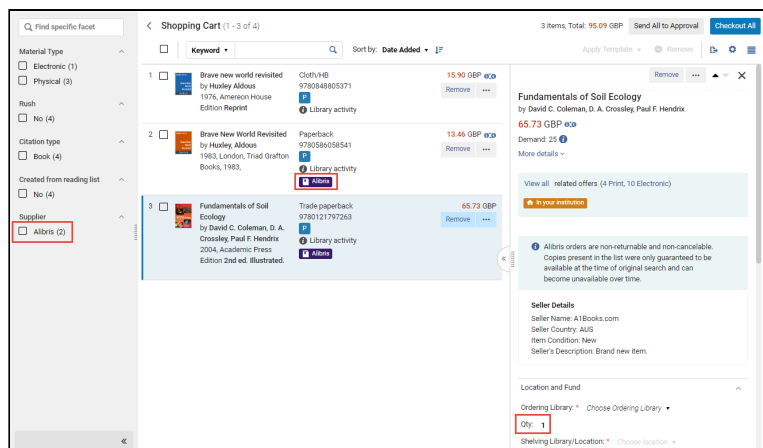 Find specific facet
Material Type
Electronic (1)
Physical (3)
Rush
No (4)
Citation type
Book (4)
Created from reading list
No (4)
Supplier
Alibris (2)
Shopping Cart (1 - 3 of 4)
3 items, Total: 95.09 GBP
Send All to Approval
Checkout All
Keyword
Sort by: Date Added
Apply Template
Remove
1
Brave new world revisited
by Huxley Aldous
1976, Amereon House
Edition Reprint
Cloth/HB
9780848805371
P
Library activity
15.90 GBP
Remove
2
Brave New World Revisited
by Huxley, Aldous
1983, London, Triad Grafton
Books, 1983,
Paperback
9780586058541
P
Library activity
Alibris
13.46 GBP
Remove
3
Fundamentals of Soil
Ecology
by David C. Coleman, D. A.
Crossley, Paul F. Hendrix
2004, Academic Press
Edition 2nd ed. Illustrated.
Trade paperback
9780121797263
P
Library activity
Alibris
65.73 GBP
Remove
Remove
Fundamentals of Soil Ecology
by David C. Coleman, D. A. Crossley, Paul F. Hendrix
65.73 GBP
Demand: 25
More details
View all related offers (4 Print, 10 Electronic)
In your institution
Alibris orders are non-returnable and non-cancelable.
Copies present in the list were only guaranteed to be
available at the time of original search and can
become unavailable over time.
Seller Details
Seller Name: A1Books.com
Seller Country: AUS
Item Condition: New
Seller's Description: Brand new item.
Location and Fund
Ordering Library: * Choose Ordering Library
Qty: 1
Shelving Library/Location: * Choose location